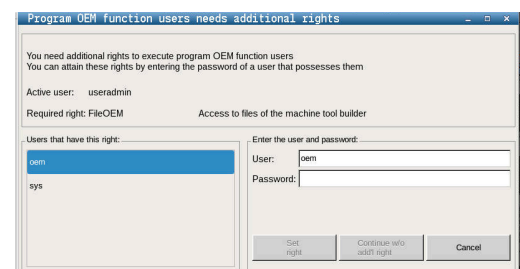 Program OEM function users needs additional rights
You need additional rights to execute program OEM function users
You can attain these rights by entering the password of a user that possesses them
Active user: useradmin
Required right: FileOEM Access to files of the machine tool builder
Users that have this right:
oem
sys
Enter the user and password:
User: oem
Password:
Set right
Continue w/o add'l right
Cancel